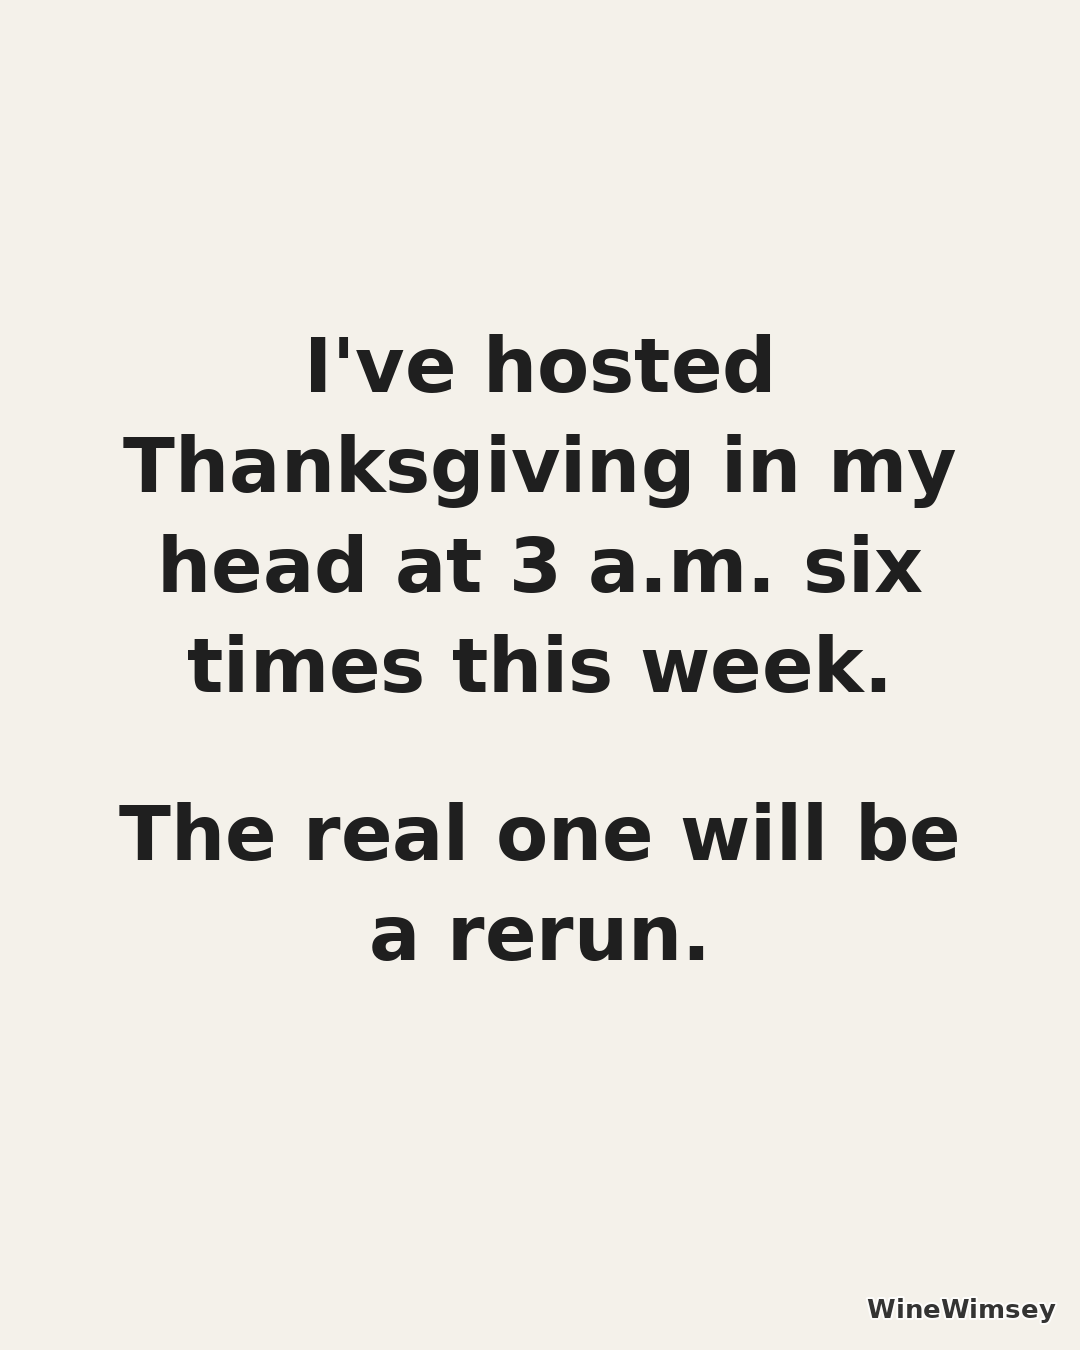 I've hosted
Thanksgiving in my
head at 3 a.m. six
times this week.
The real one will be
a rerun.
WineWimsey